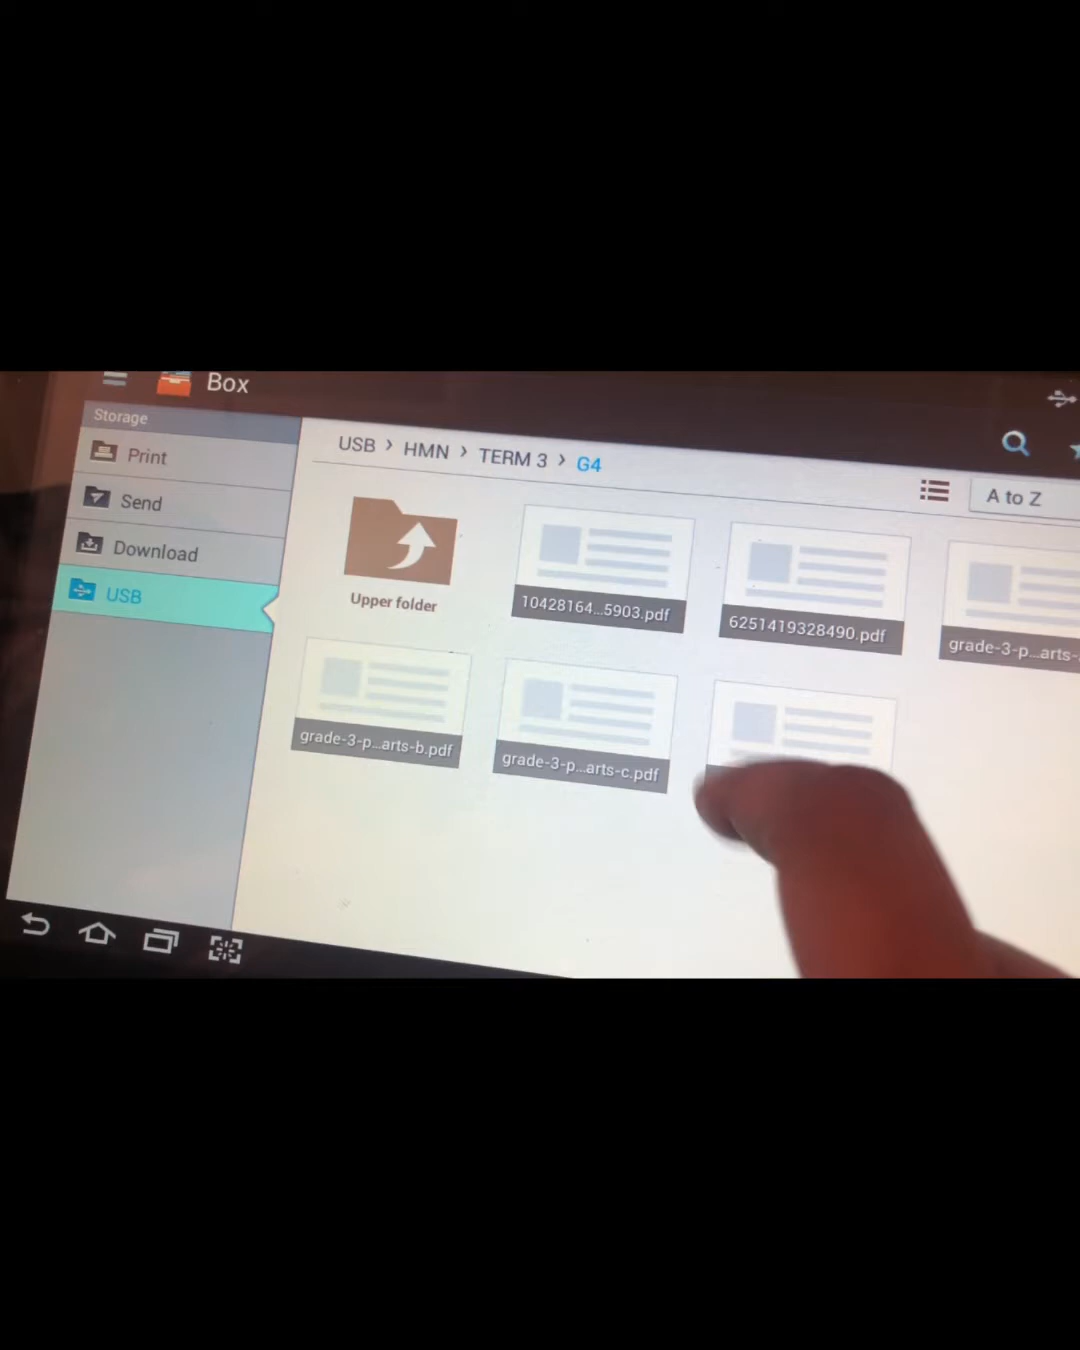 Box
Storage
Print
Send
Download
USB
USB > HMN > TERM 3 > G4
A to Z
Upper folder
10428164...5903.pdf
6251419328490.pdf
grade-3-p...arts-
grade-3-p...arts-b.pdf
grade-3-p...arts-c.pdf